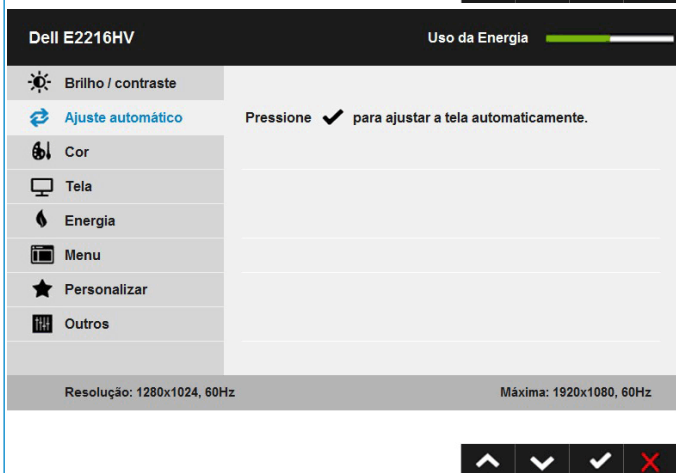 Dell E2216HV Uso da Energia
Brilho / contraste
Ajuste automático Pressione ✔ para ajustar a tela automaticamente.
Cor
Tela
Energia
Menu
Personalizar
Outros
Resolução: 1280x1024, 60Hz Máxima: 1920x1080, 60Hz